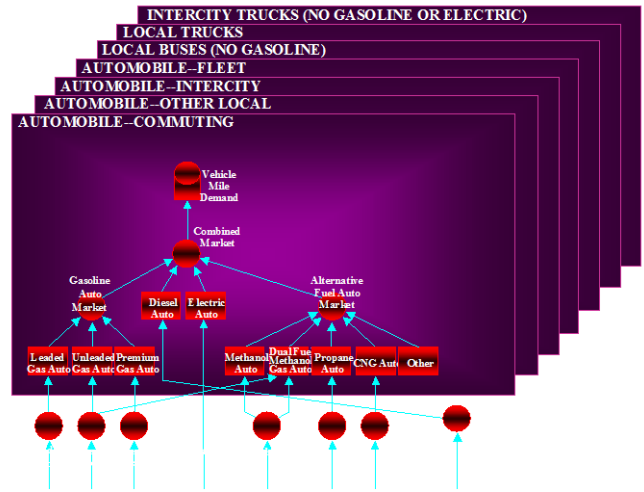 INTERCITY TRUCKS (NO GASOLINE OR ELECTRIC)
LOCAL TRUCKS
LOCAL BUSES (NO GASOLINE)
AUTOMOBILE--FLEET
AUTOMOBILE--INTERCITY
AUTOMOBILE--OTHER LOCAL
AUTOMOBILE--COMMUTING
Vehicle
Mile
Demand
Combined
Market
Gasoline
Auto
Market
Diesel
Auto
Electric
Auto
Alternative
Fuel Auto
Market
Leaded
Gas Auto
Unleaded
Gas Auto
Premium
Gas Auto
Methanol
Auto
Dual Fuel
Methanol
Gas Auto
Propane
Auto
CNG Auto
Other